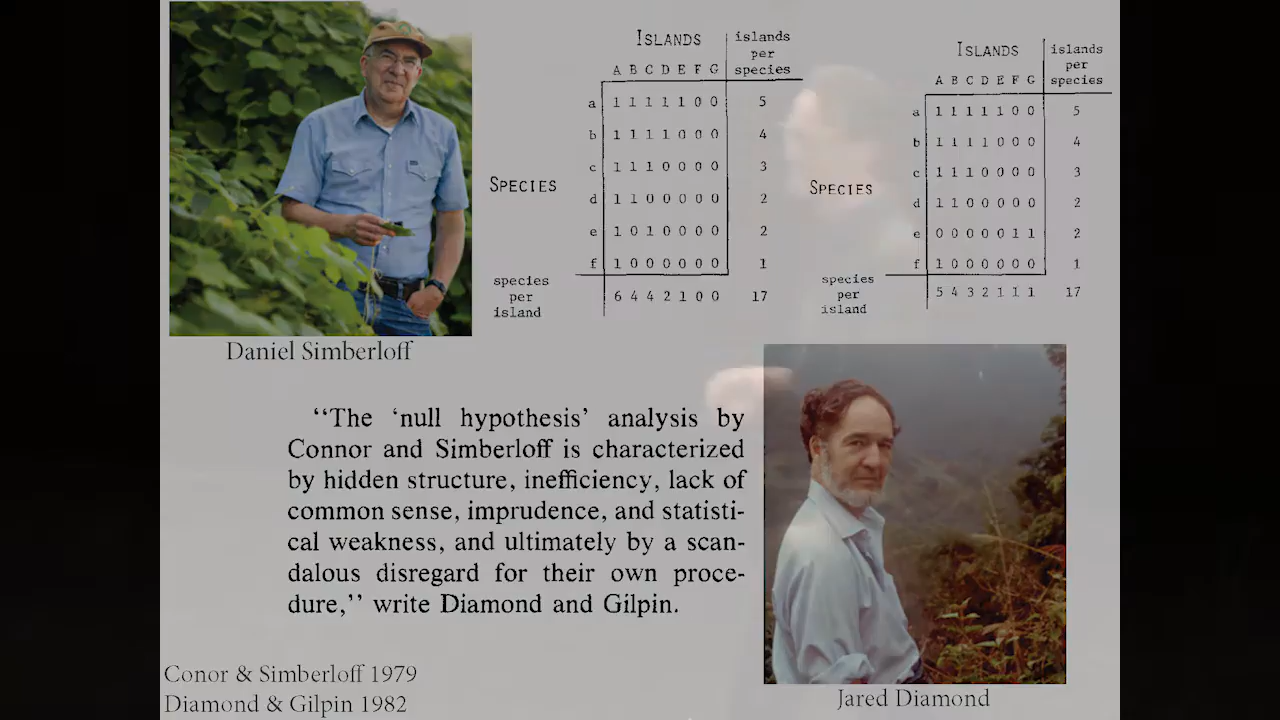 ISLANDS islands
per
A B C D E F G species
a 1 1 1 1 1 0 0 5
b 1 1 1 1 0 0 0 4
c 1 1 1 0 0 0 0 3
SPECIES
d 1 1 0 0 0 0 0 2
e 1 0 1 0 0 0 0 2
f 1 0 0 0 0 0 0 1
species
per 6 4 4 2 1 0 0 17
island
ISLANDS islands
per
A B C D E F G species
a 1 1 1 1 1 0 0 5
b 1 1 1 1 0 0 0 4
c 1 1 1 0 0 0 0 3
SPECIES
d 1 1 0 0 0 0 0 2
e 0 0 0 0 0 1 1 2
f 1 0 0 0 0 0 0 1
species
per 5 4 3 2 1 1 1 17
island
Daniel Simberloff
“The ‘null hypothesis’ analysis by
Connor and Simberloff is characterized
by hidden structure, inefficiency, lack of
common sense, imprudence, and statisti-
cal weakness, and ultimately by a scan-
dalous disregard for their own proce-
dure,” write Diamond and Gilpin.
Conor & Simberloff 1979
Diamond & Gilpin 1982
Jared Diamond